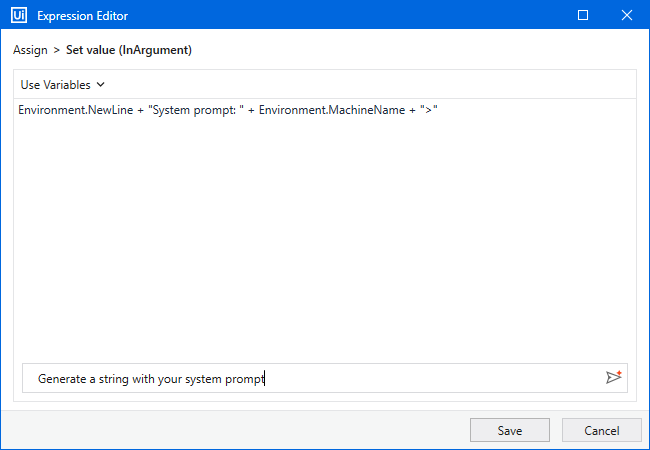 Ui Expression Editor
Assign > Set value (InArgument)
Use Variables
Environment.NewLine + "System prompt: " + Environment.MachineName + ">"
Generate a string with your system prompt
Save Cancel